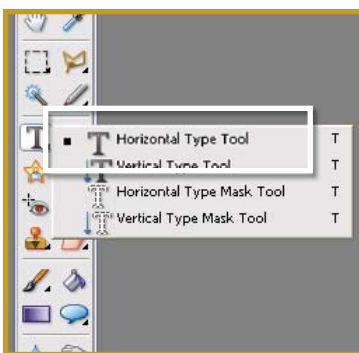 Horizontal Type Tool T
Vertical Type Tool T
Horizontal Type Mask Tool T
Vertical Type Mask Tool T